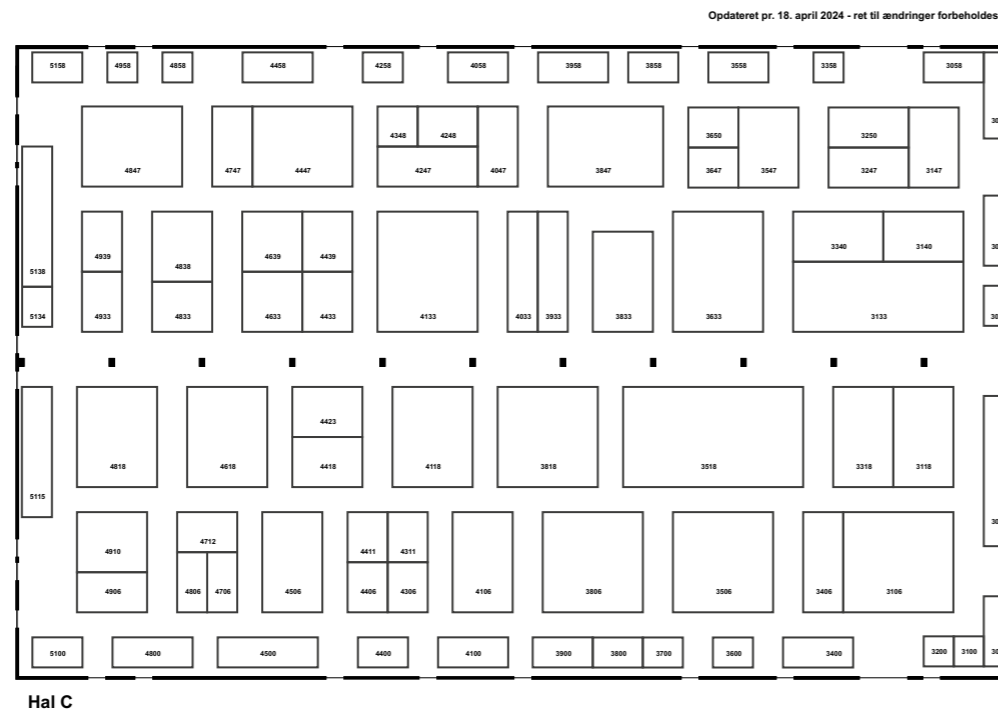 Opdateret pr. 18. april 2024 - ret til ændringer forbeholdes
5158 4958 4858 4458 4258 4058 3958 3858 3558 3358 3058
4348 4248 3650 3250
4847 4747 4447 4247 4047 3847 3647 3547 3247 3147
4939 4838 4639 4439 3340 3140
5138
5134 4933 4833 4633 4433 4133 4033 3933 3833 3633 3133
4423
4818 4618 4418 4118 3818 3518 3318 3118
5115
4910 4712 4411 4311
4906 4806 4706 4506 4406 4306 4106 3806 3506 3406 3106
5100 4800 4500 4400 4100 3900 3800 3700 3600 3400 3200 3100
Hal C